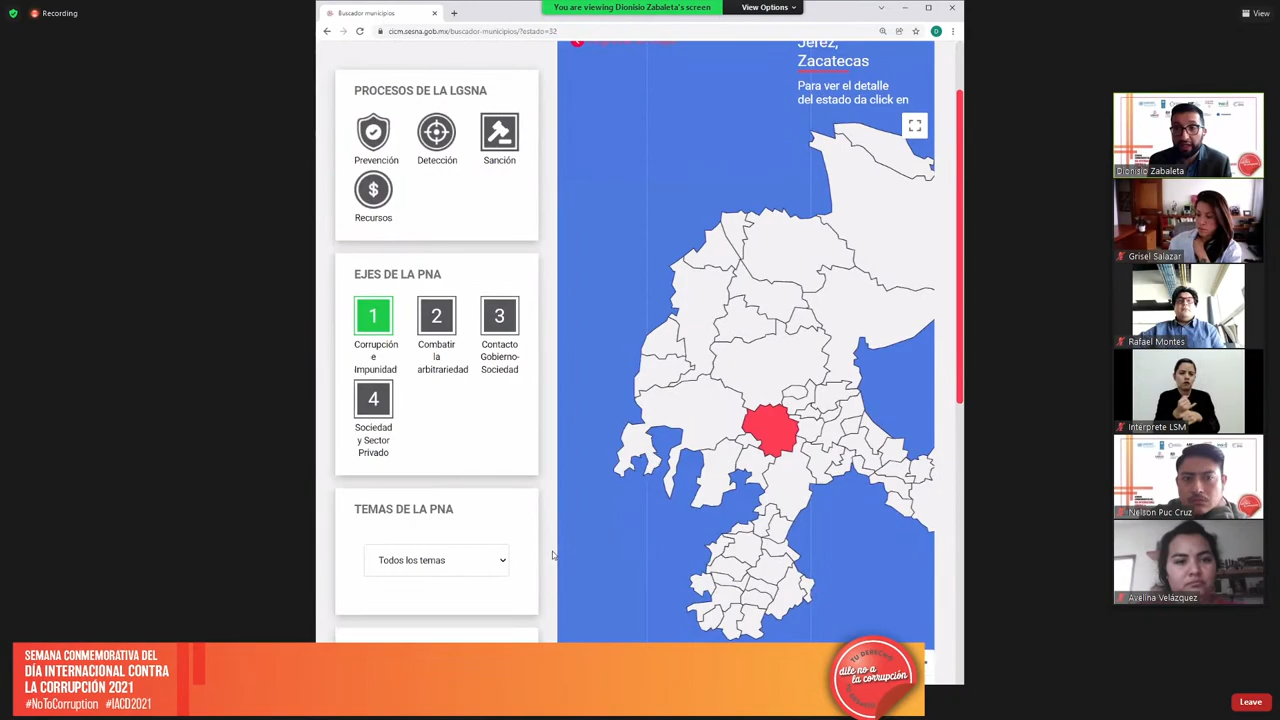 Recording
Buscador municipios
You are viewing Dionisio Zabaleta's screen
View Options
View
cicm.sesna.gob.mx/buscador-municipios/?estado=32
D
PROCESOS DE LA LGSNA
Prevención
Detección
Sanción
Recursos
EJES DE LA PNA
1
2
3
Corrupción
e
Impunidad
Combatir
la
arbitrariedad
Contacto
Gobierno-
Sociedad
4
Sociedad
y Sector
Privado
TEMAS DE LA PNA
Todos los temas
Jerez,
Zacatecas
Para ver el detalle
del estado da click en
Dionisio Zabaleta
Grisel Salazar
Rafael Montes
Intérprete LSM
Nelson Puc Cruz
Avelina Velázquez
SEMANA CONMEMORATIVA DEL
DÍA INTERNACIONAL CONTRA
LA CORRUPCIÓN 2021
#NoToCorruption #IACD2021
TU DERECHO
dile no a
la corrupción
Leave